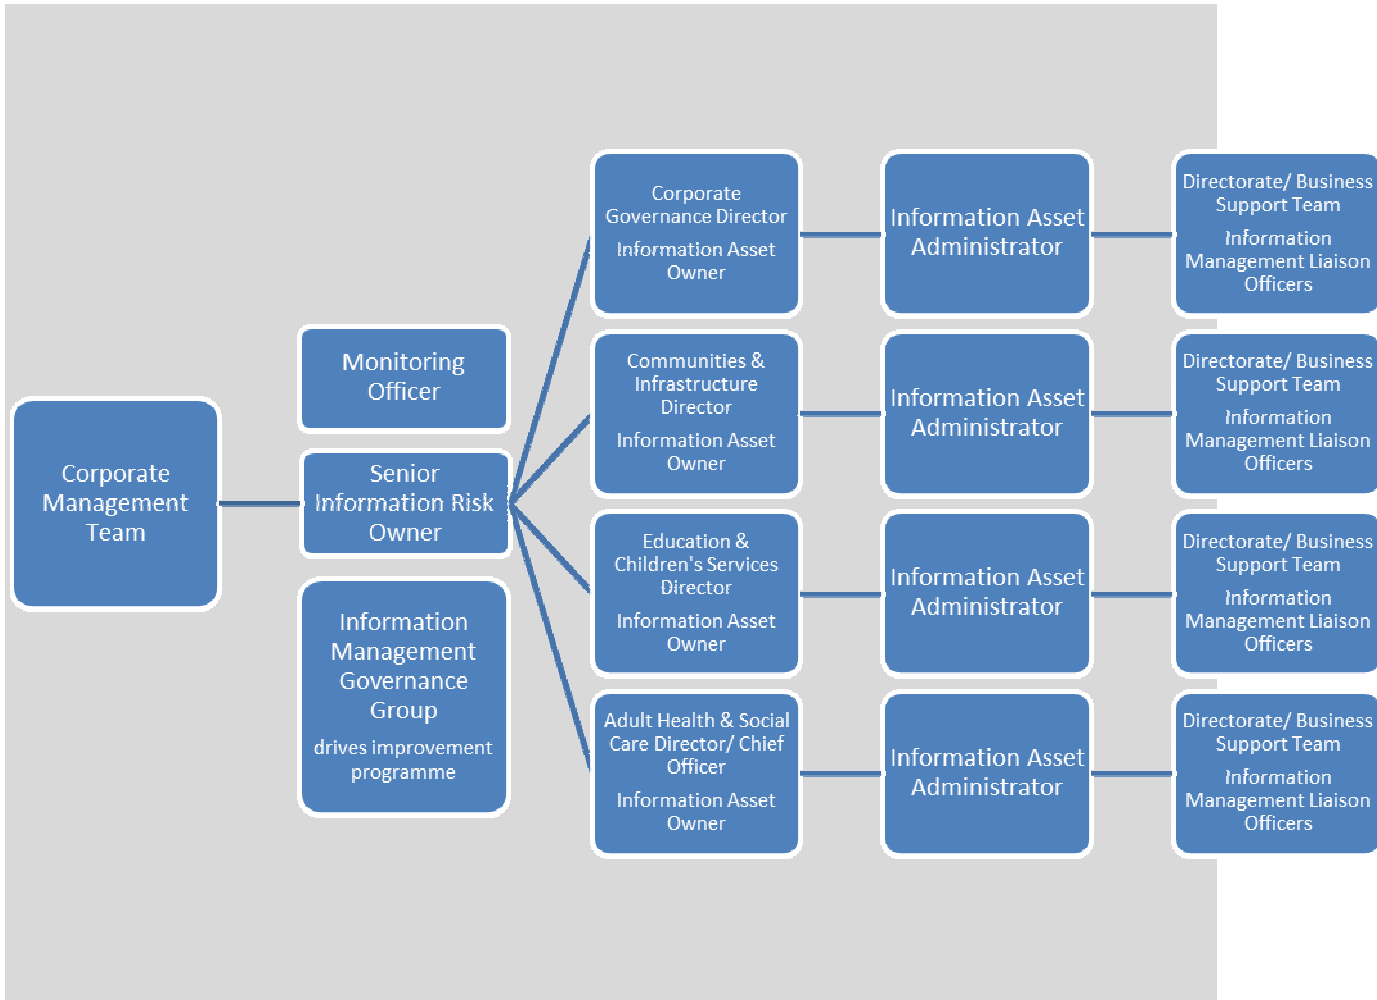 Corporate
Management
Team
Monitoring
Officer
Senior
Information Risk
Owner
Information
Management
Governance
Group
drives improvement
programme
Corporate
Governance Director
Information Asset
Owner
Information Asset
Administrator
Directorate/ Business
Support Team
Information
Management Liaison
Officers
Communities &
Infrastructure
Director
Information Asset
Owner
Information Asset
Administrator
Directorate/ Business
Support Team
Information
Management Liaison
Officers
Education &
Children's Services
Director
Information Asset
Owner
Information Asset
Administrator
Directorate/ Business
Support Team
Information
Management Liaison
Officers
Adult Health & Social
Care Director/ Chief
Officer
Information Asset
Owner
Information Asset
Administrator
Directorate/ Business
Support Team
Information
Management Liaison
Officers